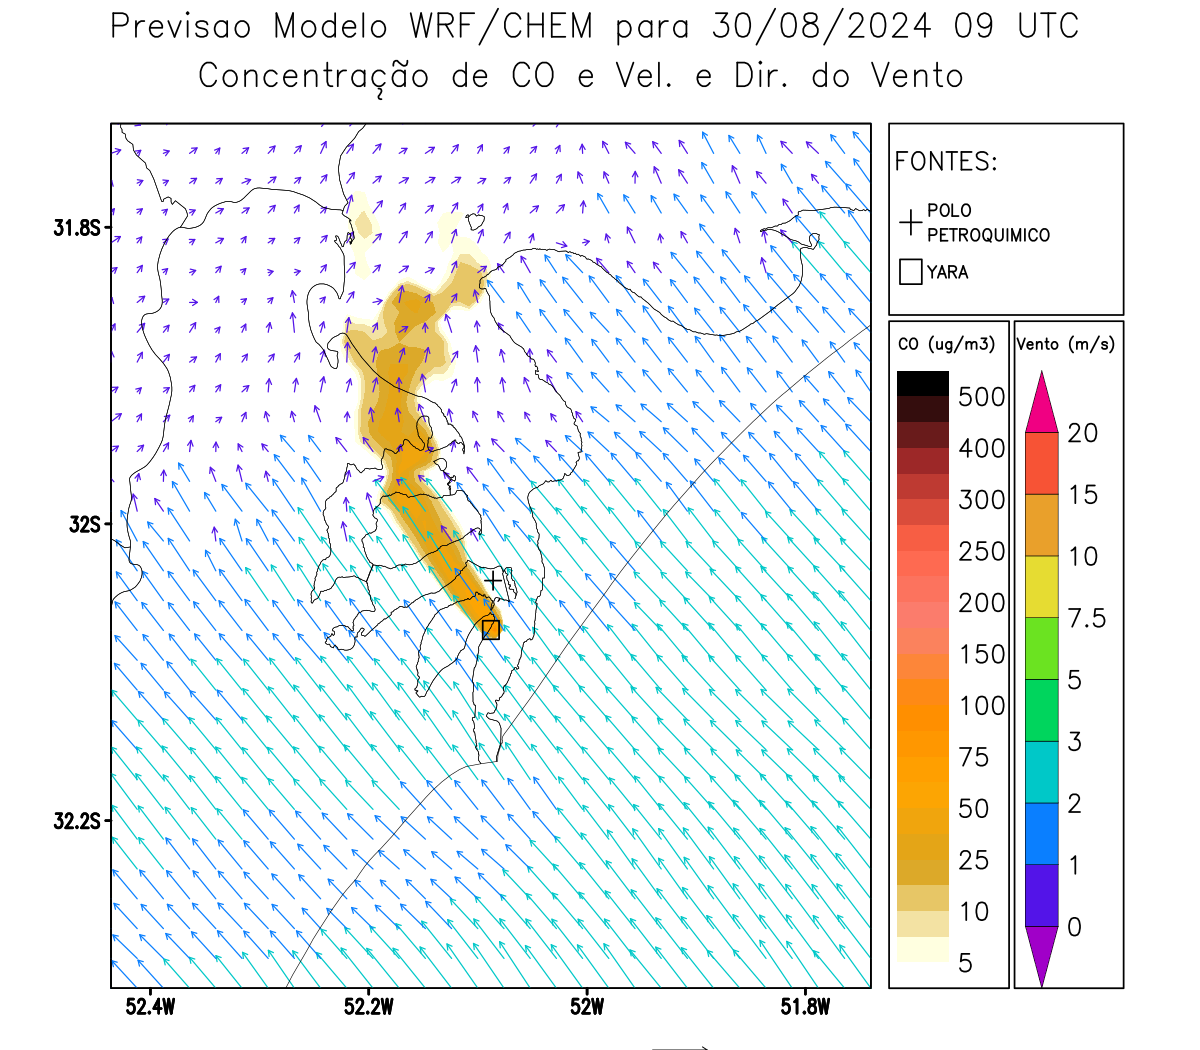 Previsao Modelo WRF/CHEM para 30/08/2024 09 UTC
Concentração de CO e Vel. e Dir. do Vento
FONTES:
POLO
PETROQUIMICO
YARA
CO (ug/m3)
500
400
300
250
200
150
100
75
50
25
10
5
Vento (m/s)
20
15
10
7.5
5
3
2
1
0
31.8S
32S
32.2S
52.4W
52.2W
52W
51.8W